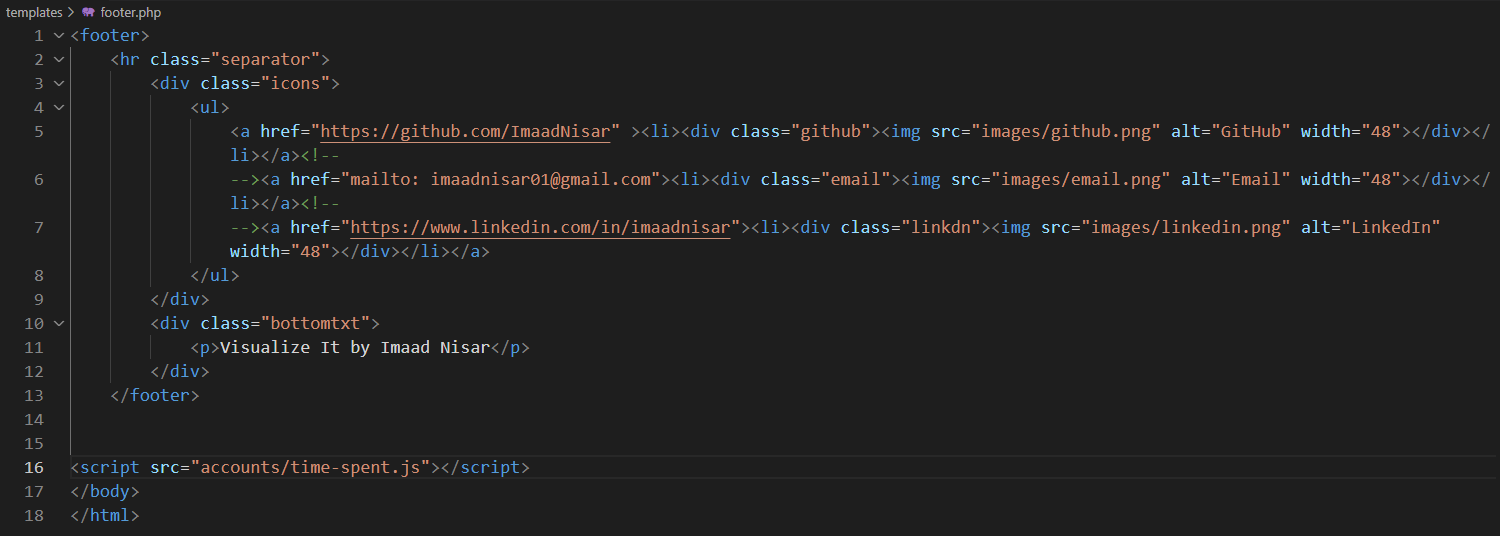 templates > footer.php
1 <footer>
2 <hr class="separator">
3 <div class="icons">
4 <ul>
5 <a href="https://github.com/ImaadNisar" ><li><div class="github"><img src="images/github.png" alt="GitHub" width="48"></div></
li></a><!--
6 --><a href="mailto: imaadnisar01@gmail.com"><li><div class="email"><img src="images/email.png" alt="Email" width="48"></div></
li></a><!--
7 --><a href="https://www.linkedin.com/in/imaadnisar"><li><div class="linkdn"><img src="images/linkedin.png" alt="LinkedIn"
width="48"></div></li></a>
8 </ul>
9 </div>
10 <div class="bottomtxt">
11 <p>Visualize It by Imaad Nisar</p>
12 </div>
13 </footer>
14
15
16 <script src="accounts/time-spent.js"></script>
17 </body>
18 </html>